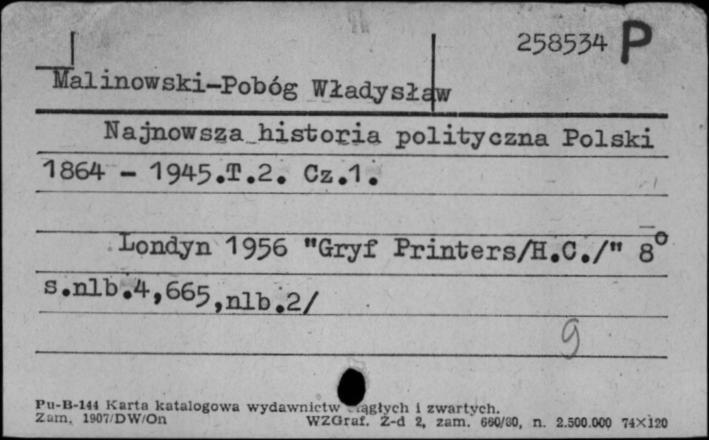 258534 P
Malinowski-Pobóg Władysław
Najnowsza historia polityczna Polski
1864 - 1945.T.2. Cz.1.
Londyn 1956 "Gryf Printers/H.C./" 8°
s.nlb.4,665,nlb.2/
9
Pu-B-144 Karta katalogowa wydawnictw ciągłych i zwartych.
Zam. 1907/DW/On WZGraf. Z-d 2, zam. 660/80, n. 2.500.000 74×120